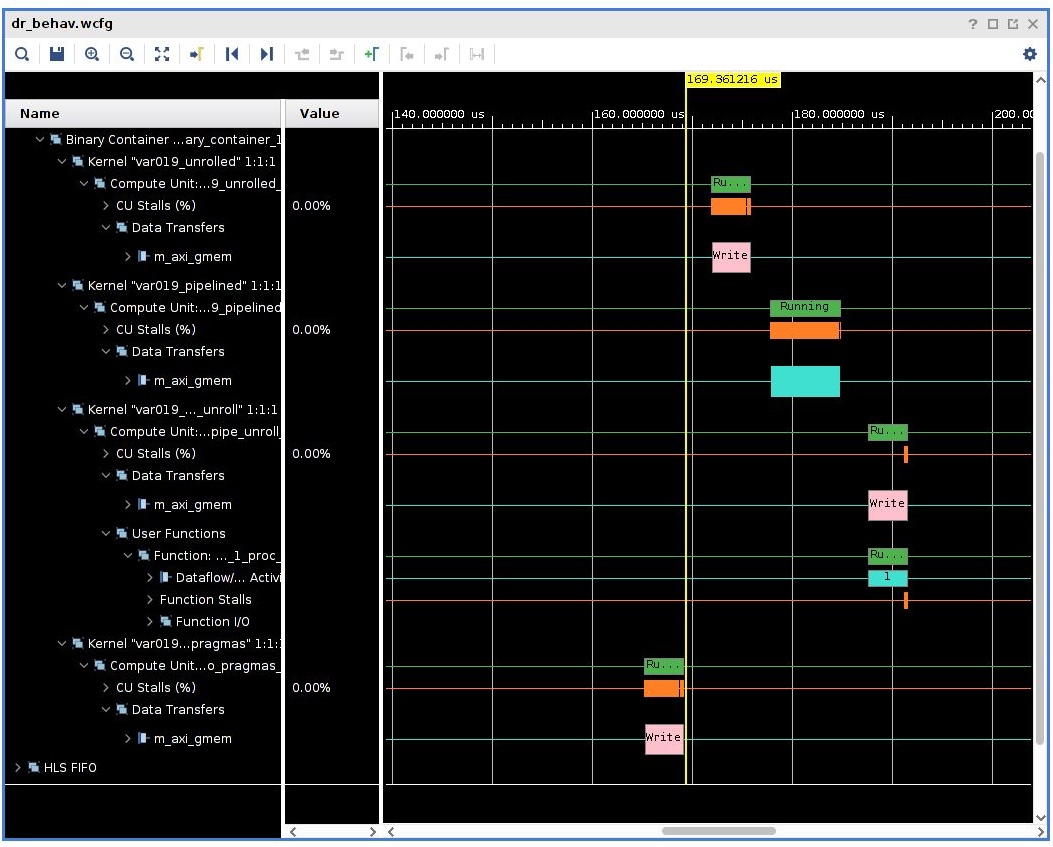 dr_behav.wcfg
169.361216 us
Name Value 140.000000 us 160.000000 us 180.000000 us 200.0
Binary Container ...ary_container_1
Kernel "var019_unrolled" 1:1:1
Compute Unit:...9_unrolled_ Ru...
CU Stalls (%) 0.00%
Data Transfers
m_axi_gmem Write
Kernel "var019_pipelined" 1:1:1
Compute Unit:...9_pipelined Running
CU Stalls (%) 0.00%
Data Transfers
m_axi_gmem
Kernel "var019_..._unroll" 1:1:1
Compute Unit:...pipe_unroll_ Ru...
CU Stalls (%) 0.00%
Data Transfers
m_axi_gmem Write
User Functions
Function: ..._1_proc_ Ru...
Dataflow/... Activi 1
Function Stalls
Function I/O
Kernel "var019...pragmas" 1:1:
Compute Unit...o_pragmas_ Ru...
CU Stalls (%) 0.00%
Data Transfers
m_axi_gmem Write
HLS FIFO